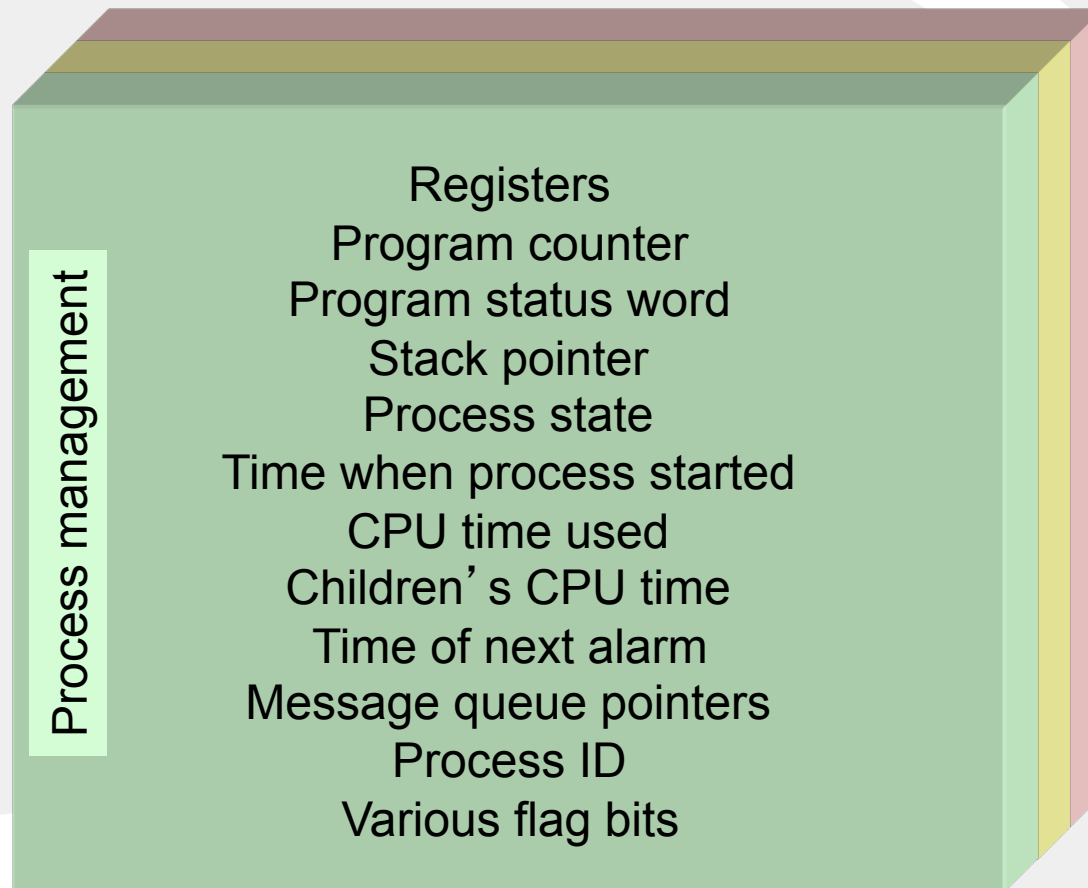 Process management
Registers
Program counter
Program status word
Stack pointer
Process state
Time when process started
CPU time used
Children’s CPU time
Time of next alarm
Message queue pointers
Process ID
Various flag bits